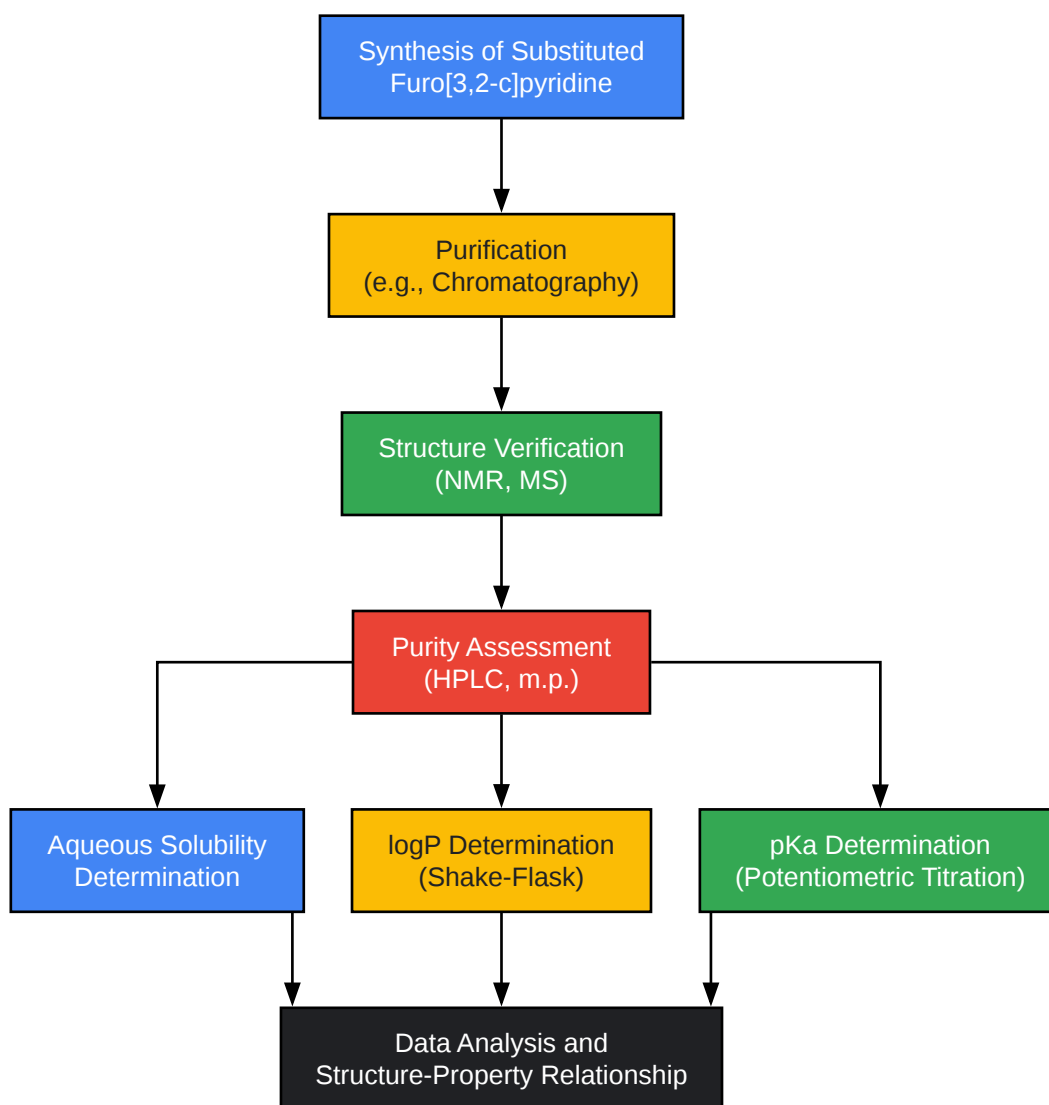 Synthesis of Substituted
Furo[3,2-c]pyridine
Purification
(e.g., Chromatography)
Structure Verification
(NMR, MS)
Purity Assessment
(HPLC, m.p.)
Aqueous Solubility
Determination
logP Determination
(Shake-Flask)
pKa Determination
(Potentiometric Titration)
Data Analysis and
Structure-Property Relationship